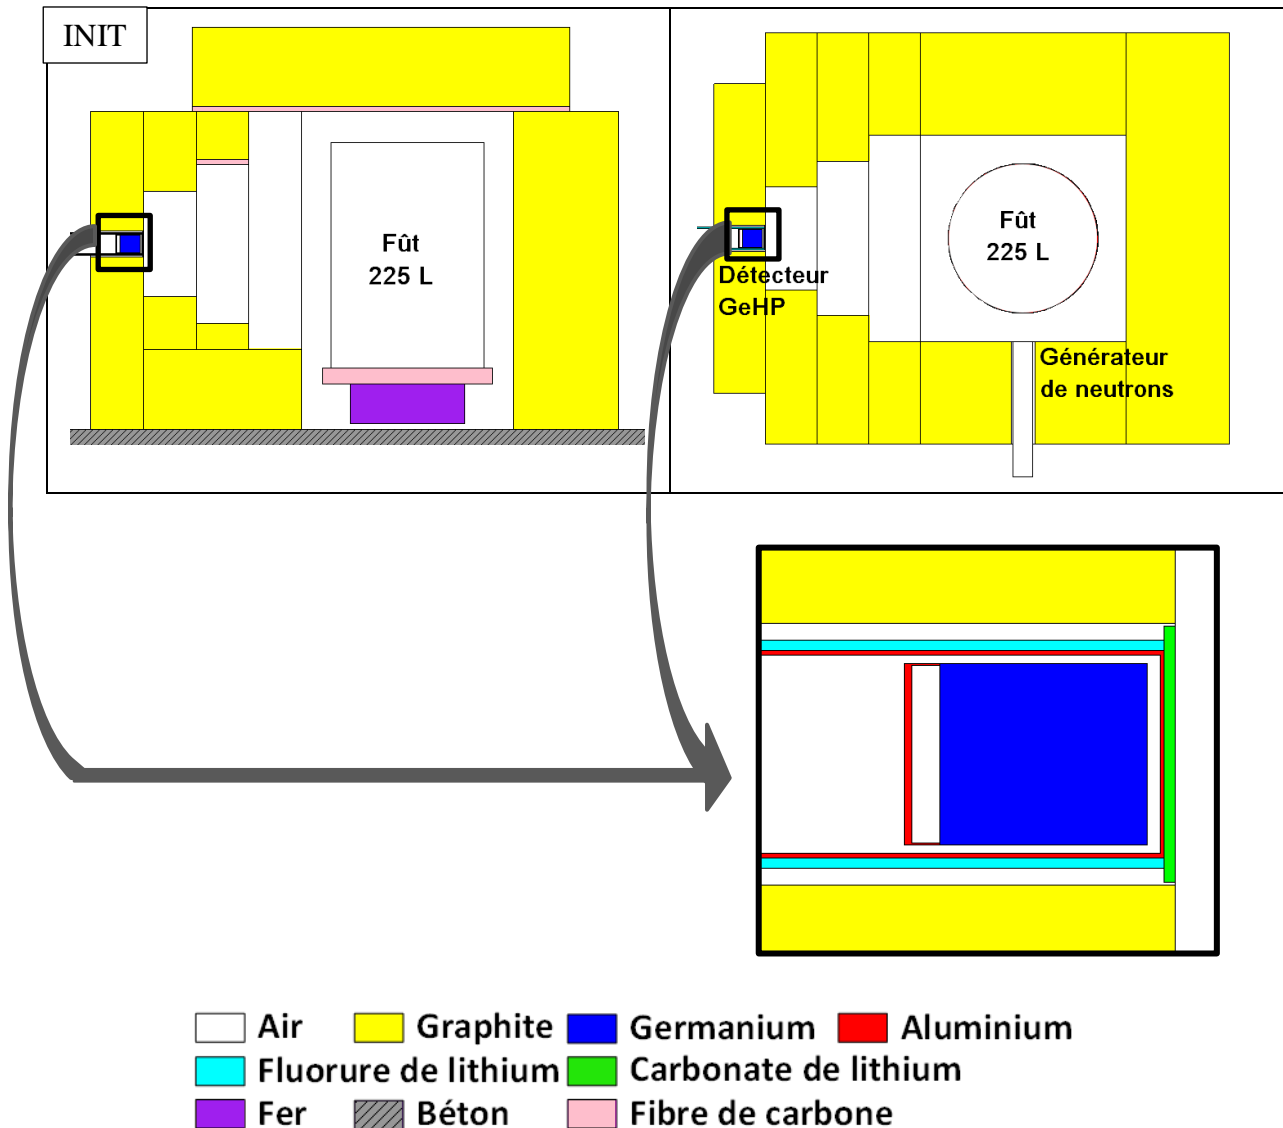 INIT
Fût
225 L
Fût
225 L
Détecteur
GeHP
Générateur
de neutrons
Air
Graphite
Germanium
Aluminium
Fluorure de lithium
Carbonate de lithium
Fer
Béton
Fibre de carbone